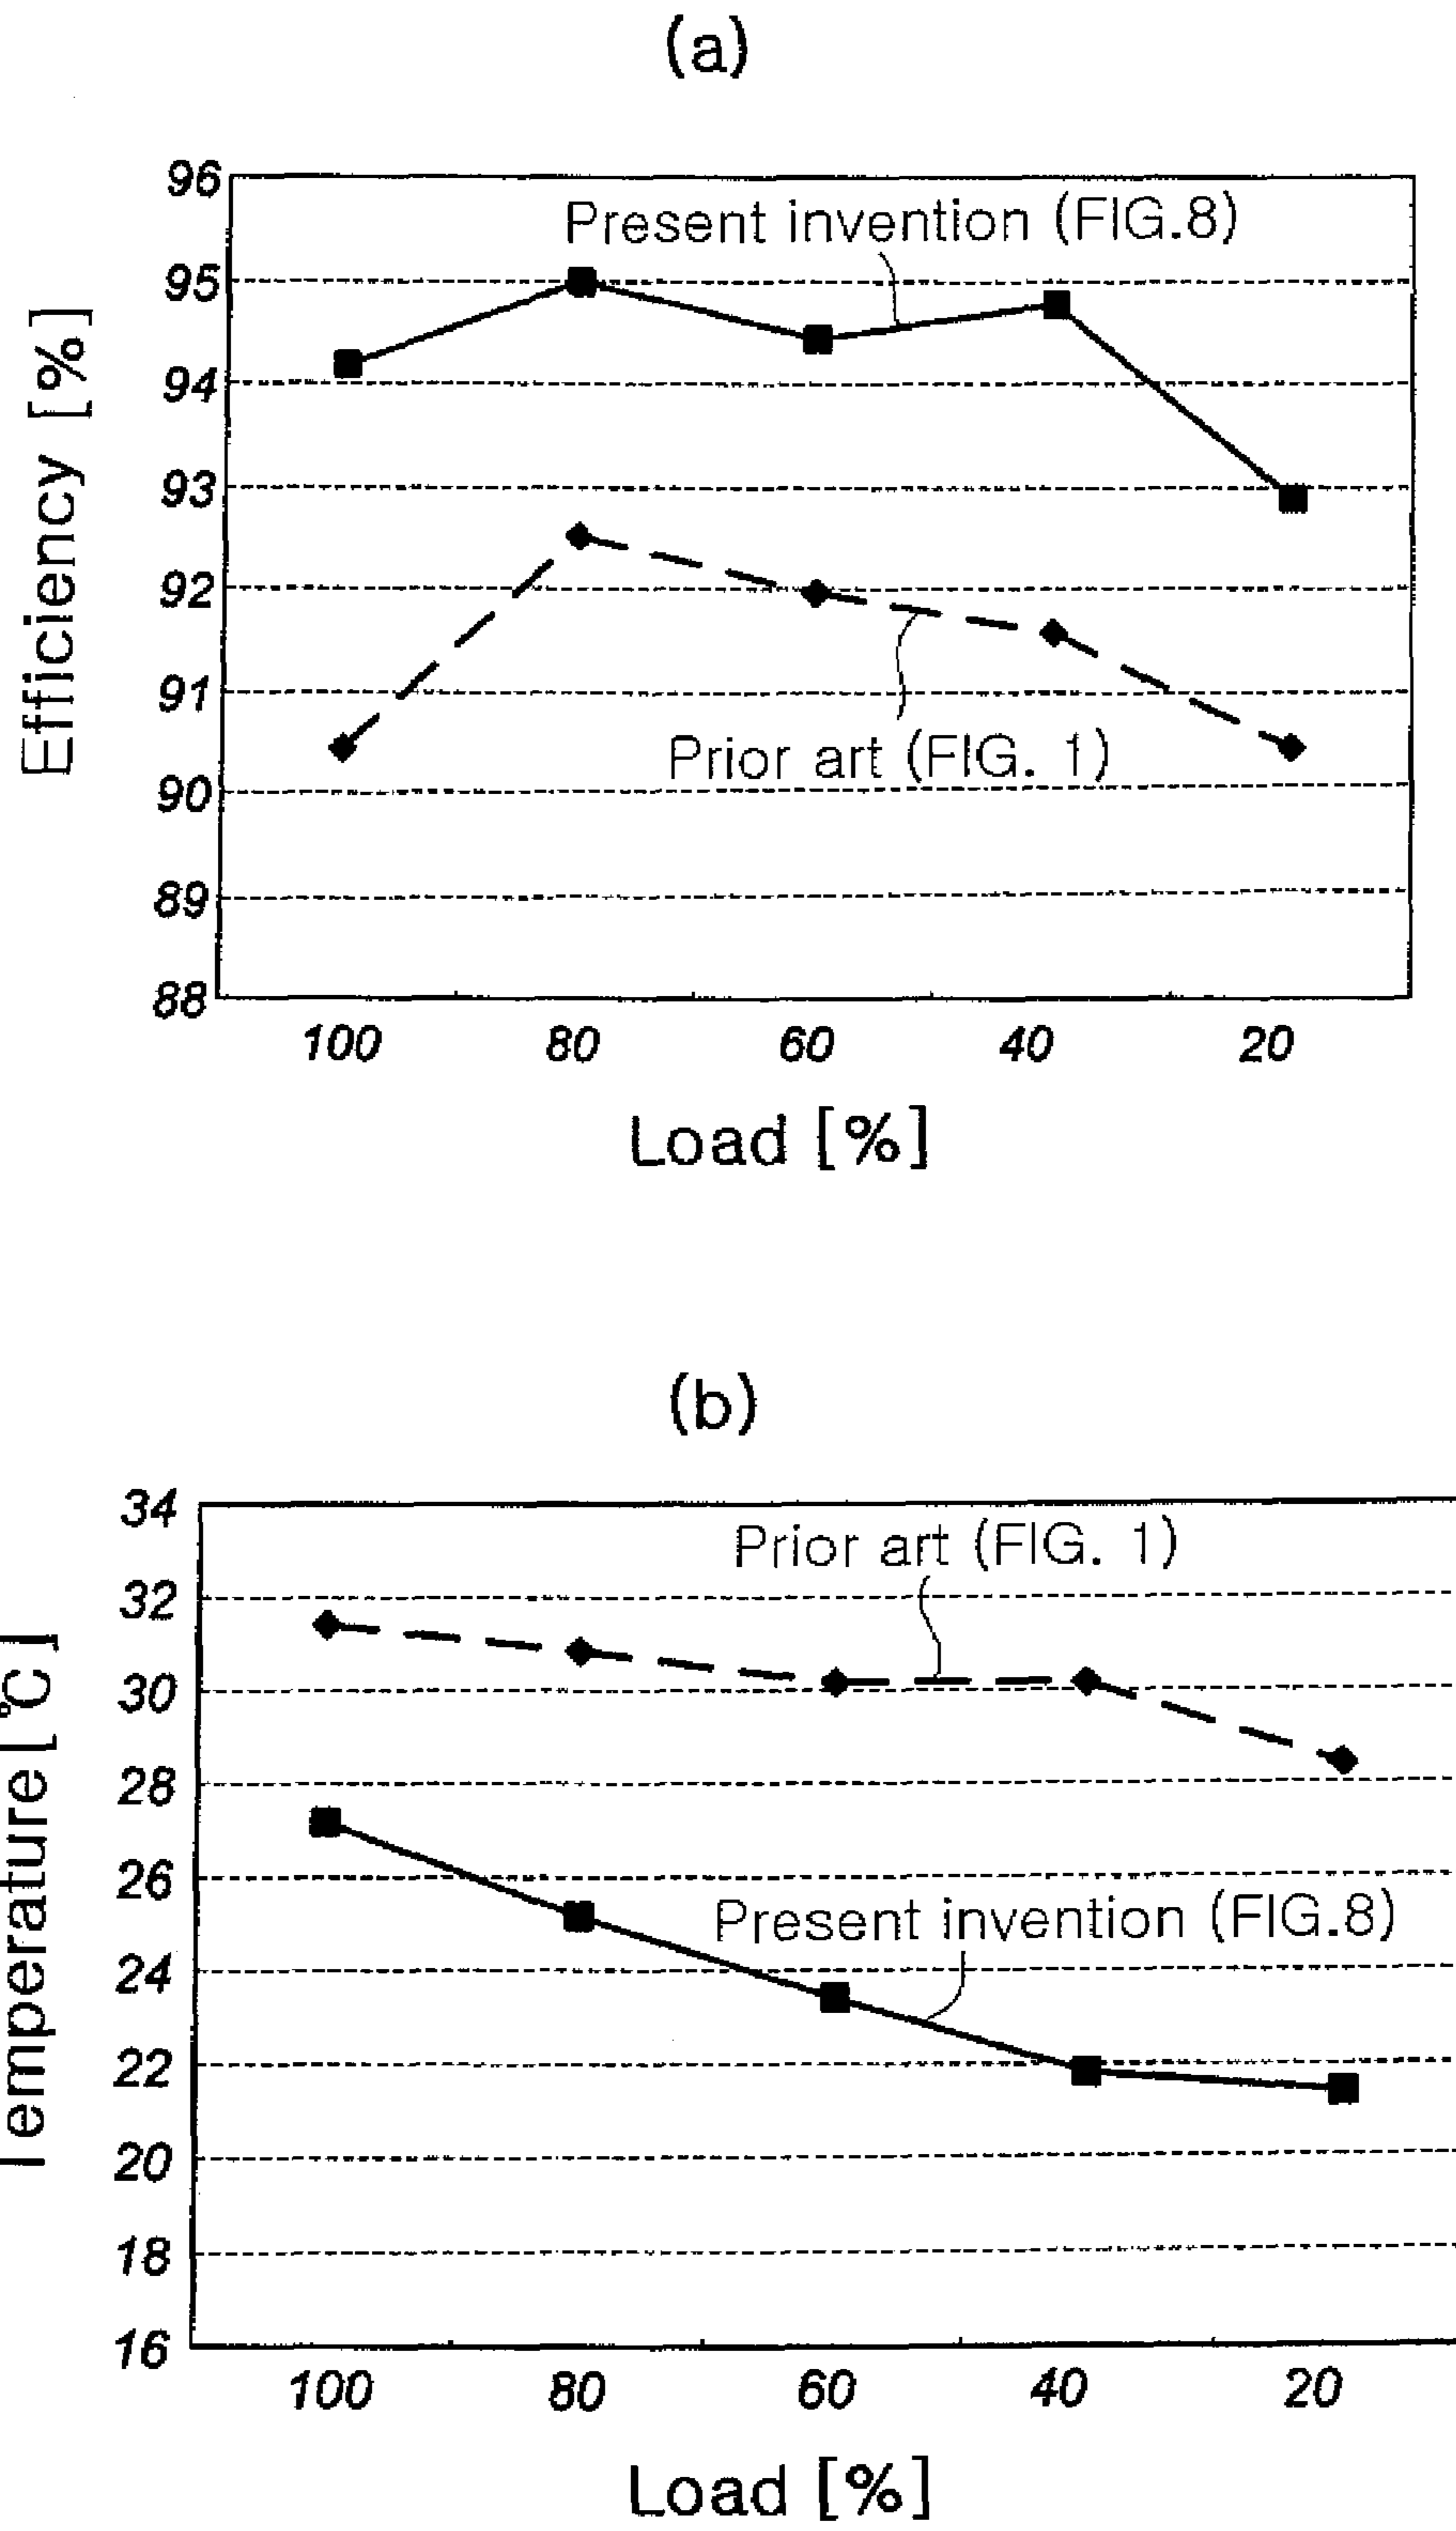 (a)
96
Present invention (FIG.8)
95
94
93
92
91
Prior art (FIG. 1)
90
89
88
Efficiency [%]
100 80 60 40 20
Load [%]
(b)
34
Prior art (FIG. 1)
32
30
28
26
Present invention (FIG.8)
24
22
20
18
16
Temperature [℃]
100 80 60 40 20
Load [%]